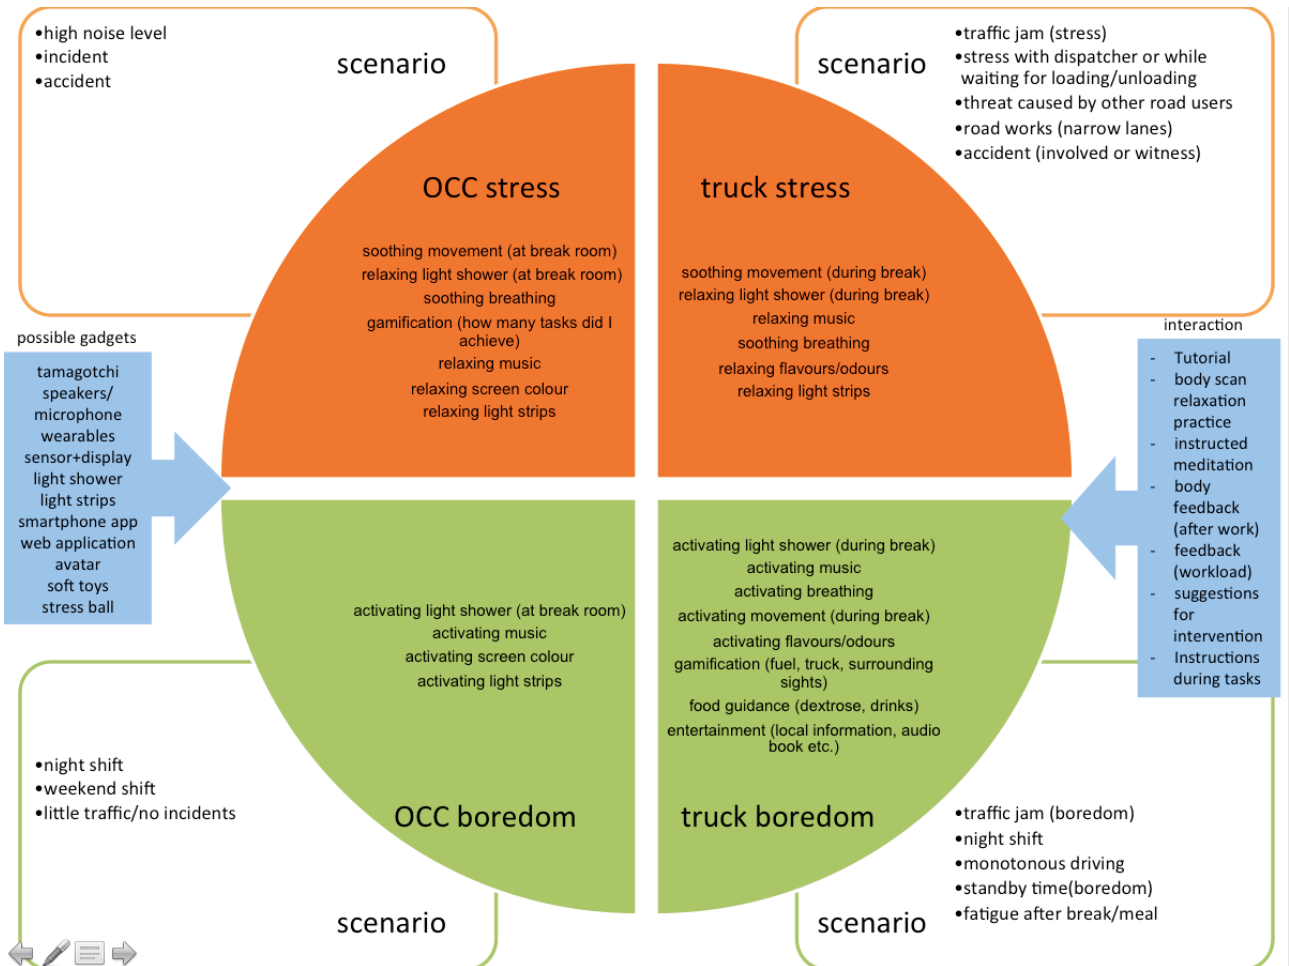 •high noise level
•incident
•accident
scenario
scenario
•traffic jam (stress)
•stress with dispatcher or while
waiting for loading/unloading
•threat caused by other road users
•road works (narrow lanes)
•accident (involved or witness)
OCC stress
soothing movement (at break room)
relaxing light shower (at break room)
soothing breathing
gamification (how many tasks did I
achieve)
relaxing music
relaxing screen colour
relaxing light strips
truck stress
soothing movement (during break)
relaxing light shower (during break)
relaxing music
soothing breathing
relaxing flavours/odours
relaxing light strips
possible gadgets
tamagotchi
speakers/
microphone
wearables
sensor+display
light shower
light strips
smartphone app
web application
avatar
soft toys
stress ball
interaction
- Tutorial
- body scan
relaxation
practice
- instructed
meditation
- body
feedback
(after work)
- feedback
(workload)
- suggestions
for
intervention
- Instructions
during tasks
activating light shower (at break room)
activating music
activating screen colour
activating light strips
OCC boredom
activating light shower (during break)
activating music
activating breathing
activating movement (during break)
activating flavours/odours
gamification (fuel, truck, surrounding
sights)
food guidance (dextrose, drinks)
entertainment (local information, audio
book etc.)
truck boredom
•night shift
•weekend shift
•little traffic/no incidents
scenario
scenario
•traffic jam (boredom)
•night shift
•monotonous driving
•standby time(boredom)
•fatigue after break/meal